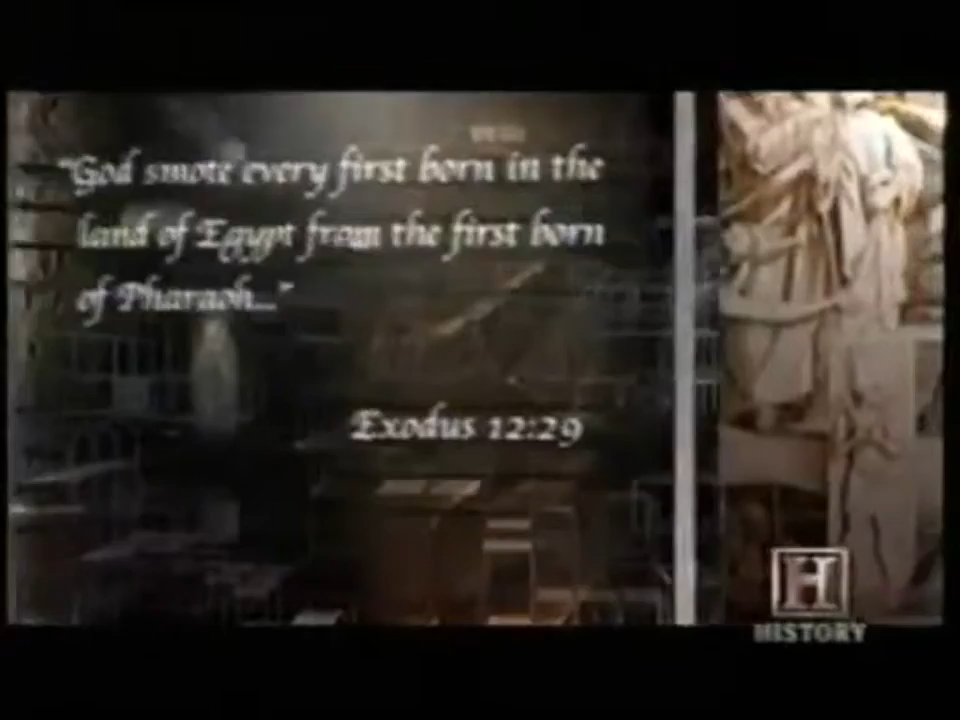 "God smote every first born in the
land of Egypt from the first born
of Pharaoh..."
Exodus 12:29
H
HISTORY